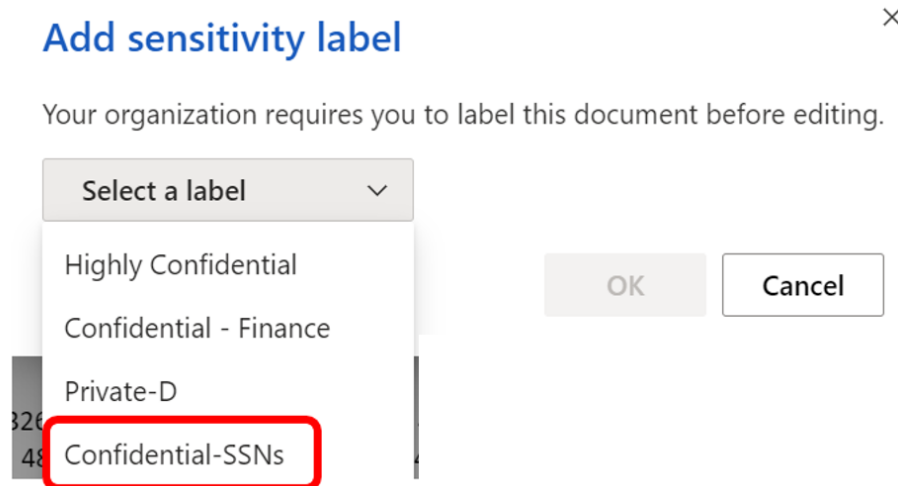 Add sensitivity label
Your organization requires you to label this document before editing.
Select a label
Highly Confidential
OK
Cancel
Confidential - Finance
Private-D
Confidential-SSNs